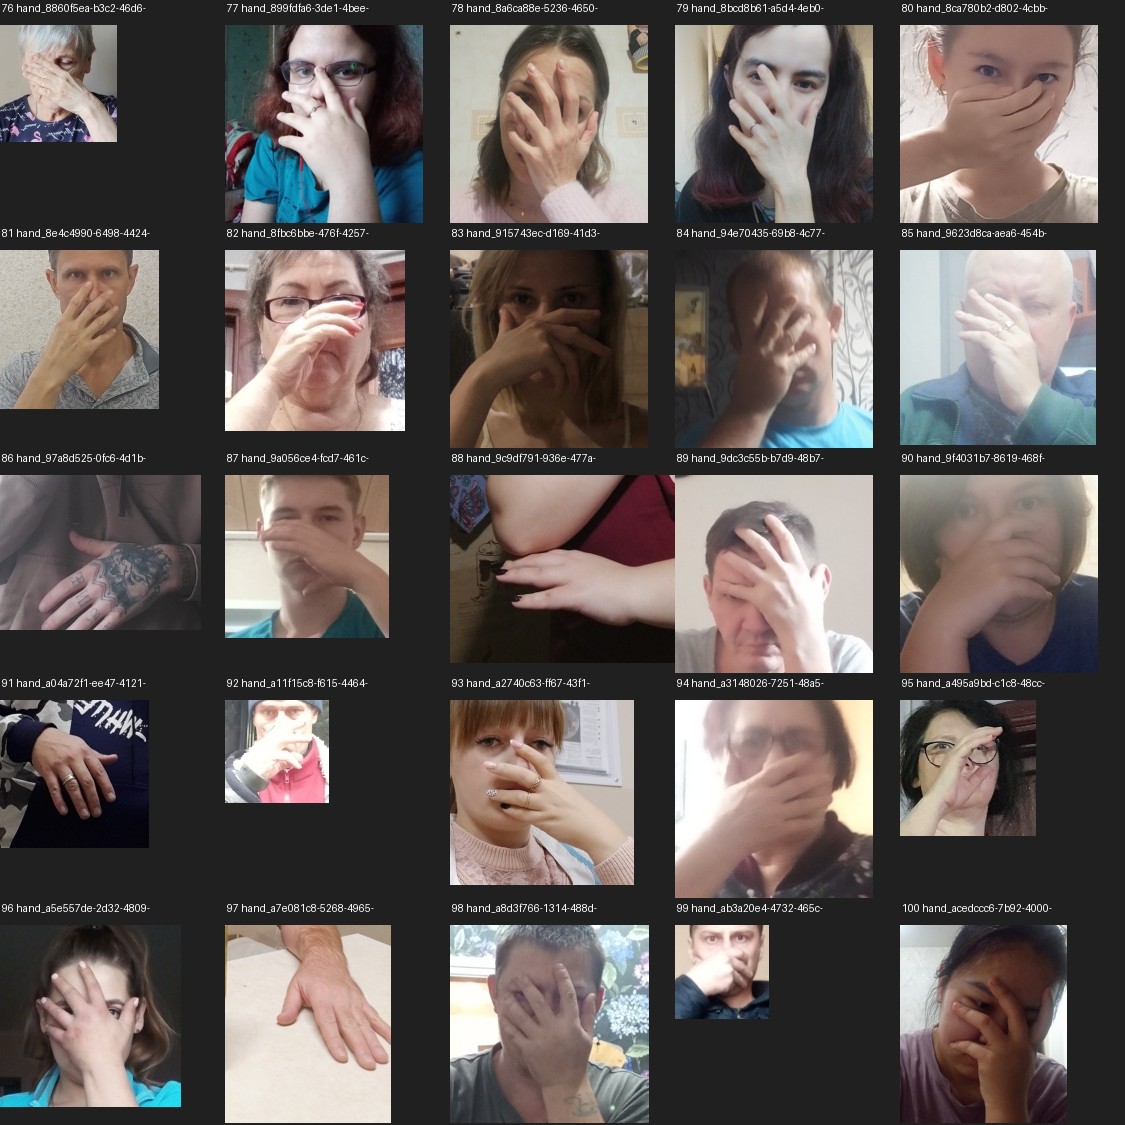 76 hand_8860f5ea-b3c2-46d6-
77 hand_899fdfa6-3de1-4bee-
78 hand_8a6ca88e-5236-4650-
79 hand_8bcd8b61-a5d4-4eb0-
80 hand_8ca780b2-d802-4cbb-
81 hand_8e4c4990-6498-4424-
82 hand_8fbc6bbe-476f-4257-
83 hand_915743ec-d169-41d3-
84 hand_94e70435-69b8-4c77-
85 hand_9623d8ca-aea6-454b-
86 hand_97a8d525-0fc6-4d1b-
87 hand_9a056ce4-fcd7-461c-
88 hand_9c9df791-936e-477a-
89 hand_9dc3c55b-b7d9-48b7-
90 hand_9f4031b7-8619-468f-
91 hand_a04a72f1-ee47-4121-
92 hand_a11f15c8-f615-4464-
93 hand_a2740c63-ff67-43f1-
94 hand_a3148026-7251-48a5-
95 hand_a495a9bd-c1c8-48cc-
96 hand_a5e557de-2d32-4809-
97 hand_a7e081c8-5268-4965-
98 hand_a8d3f766-1314-488d-
99 hand_ab3a20e4-4732-465c-
100 hand_acedccc6-7b92-4000-